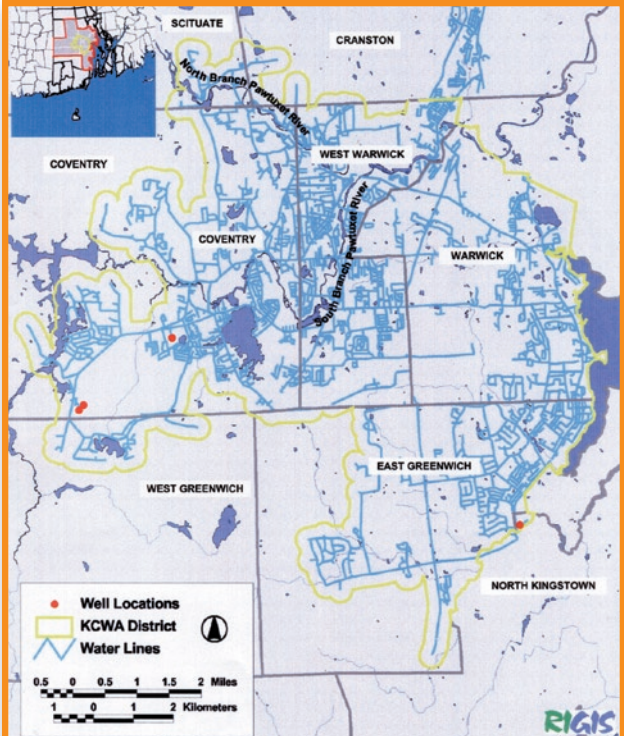 SCITUATE
CRANSTON
North Branch Pawtuxet River
COVENTRY
WEST WARWICK
COVENTRY
South Branch Pawtuxet River
WARWICK
EAST GREENWICH
WEST GREENWICH
NORTH KINGSTOWN
Well Locations
KCWA District
Water Lines
0.5 0 0.5 1 1.5 2 Miles
1 0 1 2 Kilometers
RIGIS